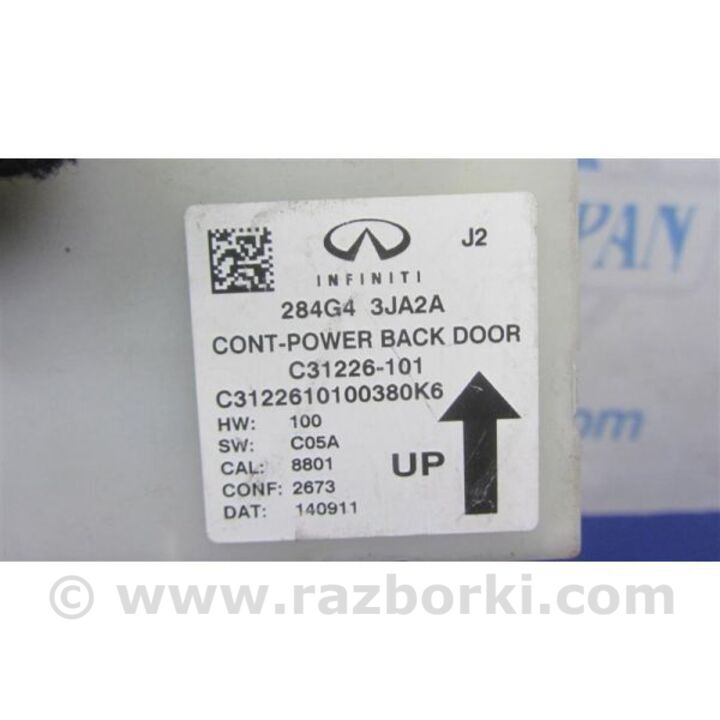 J2
INFINITI
284G4 3JA2A
CONT-POWER BACK DOOR
C31226-101
C3122610100380K6
HW: 100
SW: C05A
CAL: 8801
CONF: 2673
DAT: 140911
UP
PAN
.com
© www.razborki.com